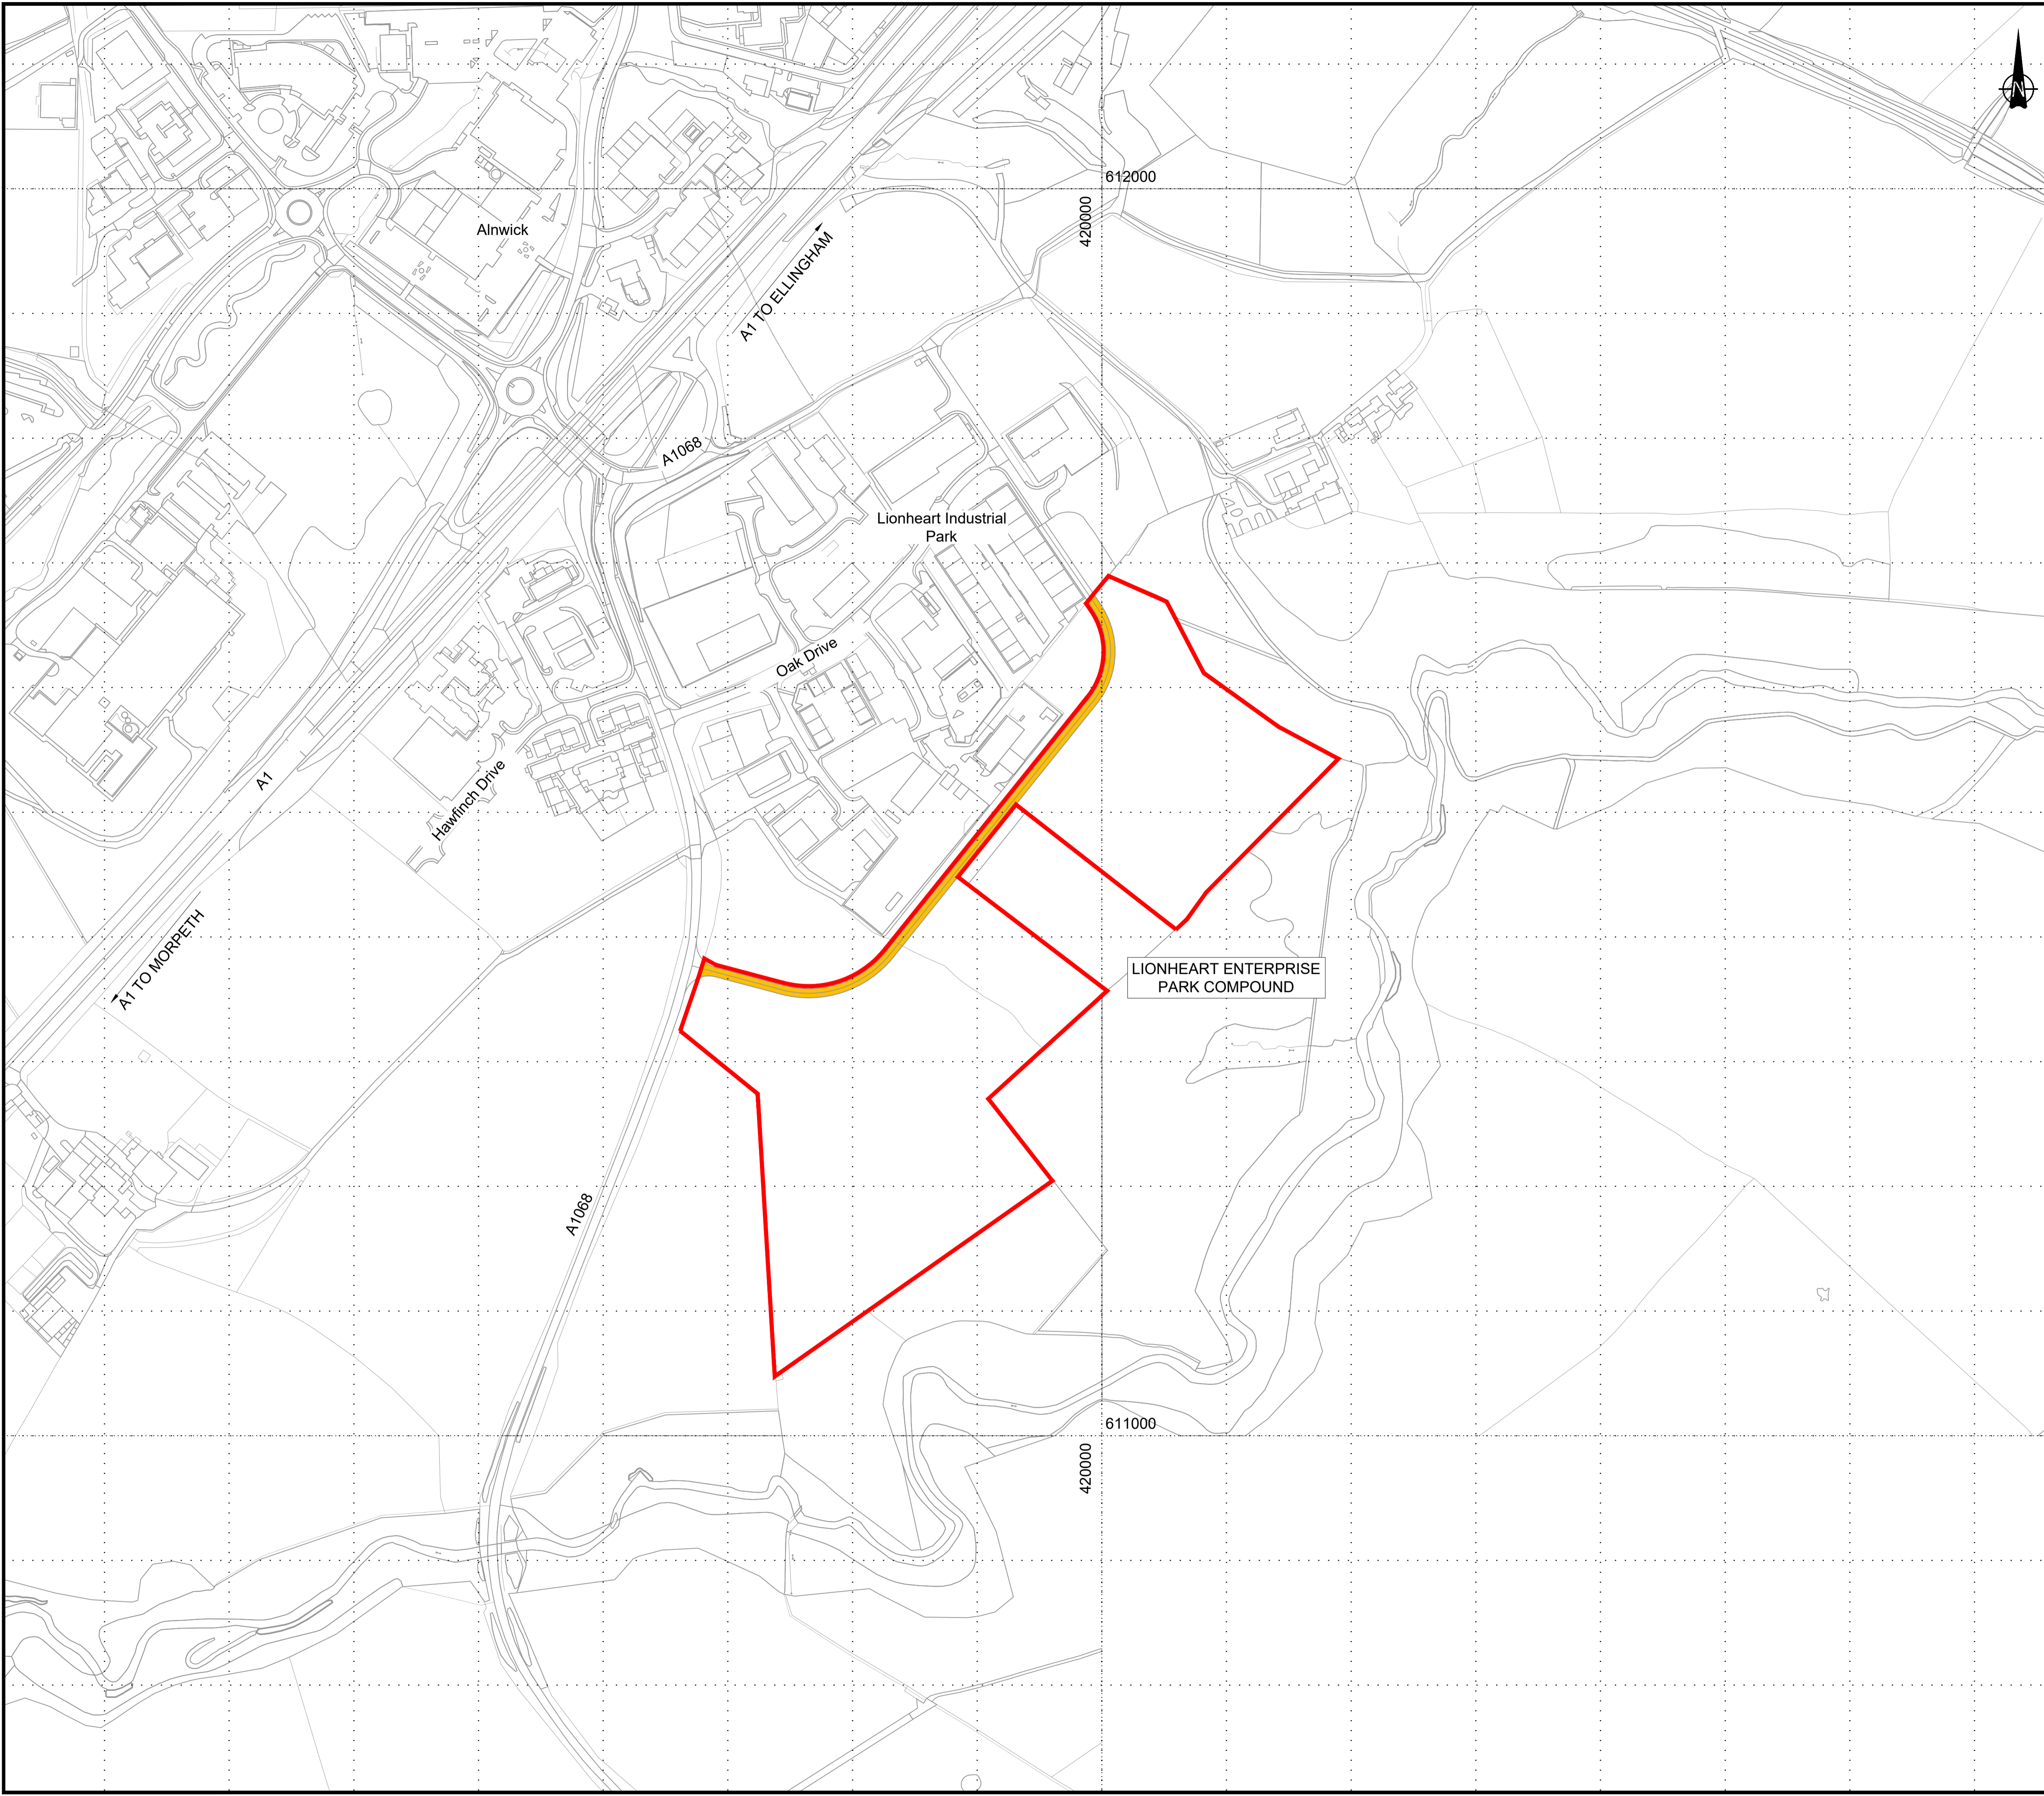 N
612000
420000
Alnwick
A1 TO ELLINGHAM
A1068
Lionheart Industrial
Park
Oak Drive
A1
Hawfinch Drive
A1 TO MORPETH
LIONHEART ENTERPRISE
PARK COMPOUND
A1068
611000
420000